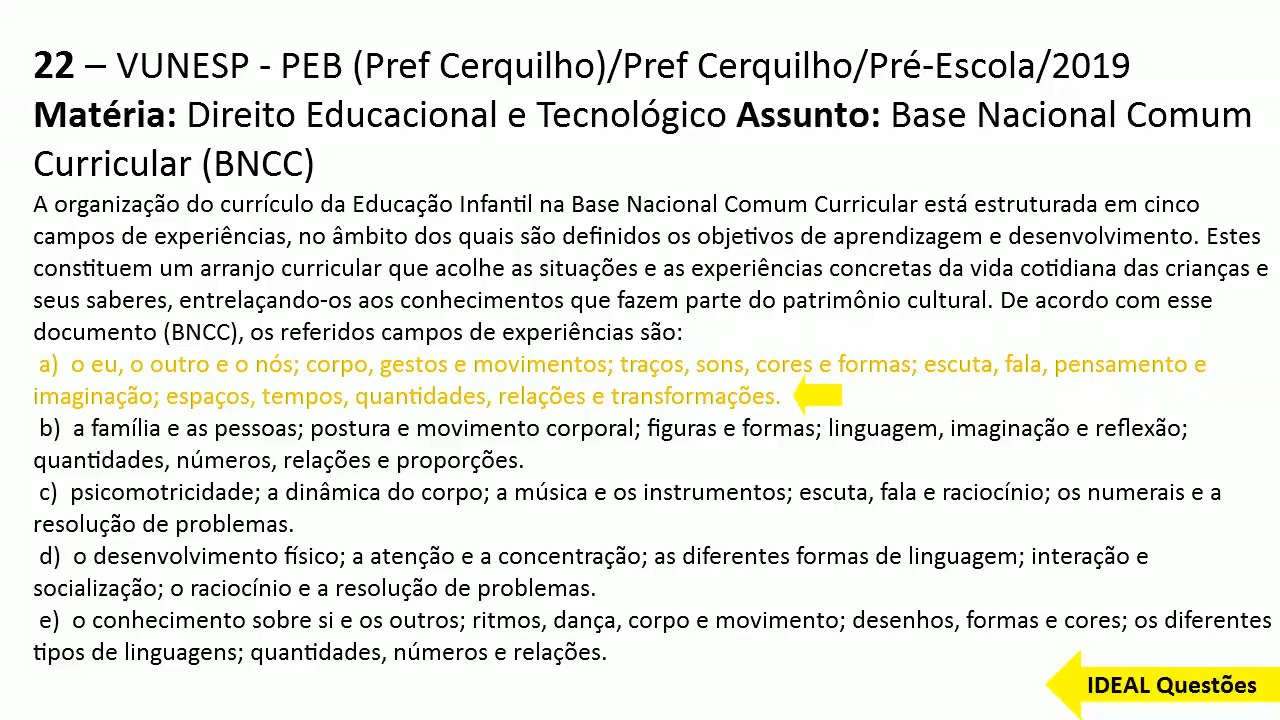 22 – VUNESP - PEB (Pref Cerquilho)/Pref Cerquilho/Pré-Escola/2019
Matéria: Direito Educacional e Tecnológico Assunto: Base Nacional Comum
Curricular (BNCC)
A organização do currículo da Educação Infantil na Base Nacional Comum Curricular está estruturada em cinco
campos de experiências, no âmbito dos quais são definidos os objetivos de aprendizagem e desenvolvimento. Estes
constituem um arranjo curricular que acolhe as situações e as experiências concretas da vida cotidiana das crianças e
seus saberes, entrelaçando-os aos conhecimentos que fazem parte do patrimônio cultural. De acordo com esse
documento (BNCC), os referidos campos de experiências são:
a) o eu, o outro e o nós; corpo, gestos e movimentos; traços, sons, cores e formas; escuta, fala, pensamento e
imaginação; espaços, tempos, quantidades, relações e transformações.
b) a família e as pessoas; postura e movimento corporal; figuras e formas; linguagem, imaginação e reflexão;
quantidades, números, relações e proporções.
c) psicomotricidade; a dinâmica do corpo; a música e os instrumentos; escuta, fala e raciocínio; os numerais e a
resolução de problemas.
d) o desenvolvimento físico; a atenção e a concentração; as diferentes formas de linguagem; interação e
socialização; o raciocínio e a resolução de problemas.
e) o conhecimento sobre si e os outros; ritmos, dança, corpo e movimento; desenhos, formas e cores; os diferentes
tipos de linguagens; quantidades, números e relações.
IDEAL Questões